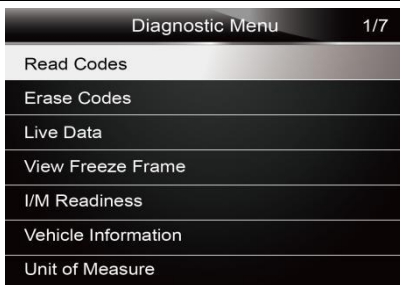 Diagnostic Menu 1/7
Read Codes
Erase Codes
Live Data
View Freeze Frame
I/M Readiness
Vehicle Information
Unit of Measure